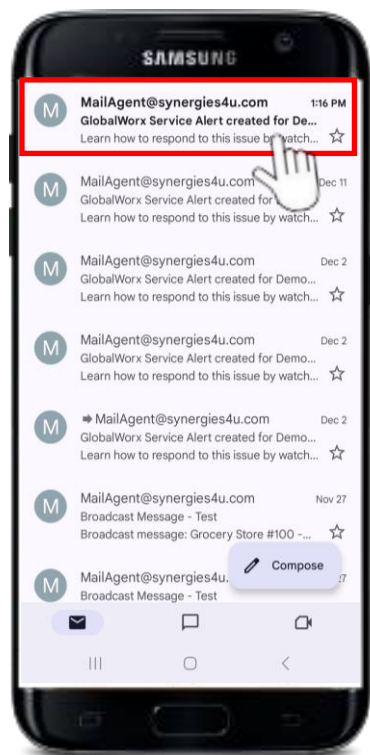 SAMSUNG
M
MailAgent@synergies4u.com 1:16 PM
GlobalWorx Service Alert created for De...
Learn how to respond to this issue by watch...
M
MailAgent@synergies4u.com Dec 11
GlobalWorx Service Alert created for
Learn how to respond to this issue by watch...
M
MailAgent@synergies4u.com Dec 2
GlobalWorx Service Alert created for Demo...
Learn how to respond to this issue by watch...
M
MailAgent@synergies4u.com Dec 2
GlobalWorx Service Alert created for Demo...
Learn how to respond to this issue by watch...
M
MailAgent@synergies4u.com Dec 2
GlobalWorx Service Alert created for Demo...
Learn how to respond to this issue by watch...
M
MailAgent@synergies4u.com Nov 27
Broadcast Message - Test
Broadcast message: Grocery Store #100 -...
M
MailAgent@synergies4u.
Broadcast Message - Test
Compose